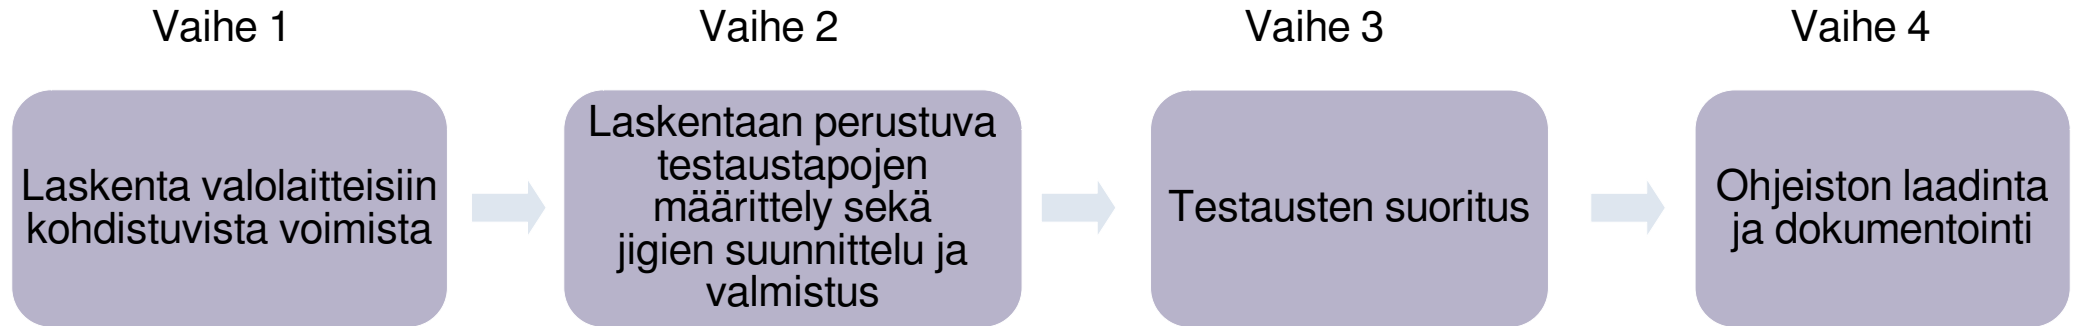 Vaihe 1
Vaihe 2
Vaihe 3
Vaihe 4
Laskenta valolaitteisiin
kohdistuvista voimista
Laskentaan perustuva
testaustapojen
määrittely sekä
jigien suunnittelu ja
valmistus
Testausten suoritus
Ohjeiston laadinta
ja dokumentointi